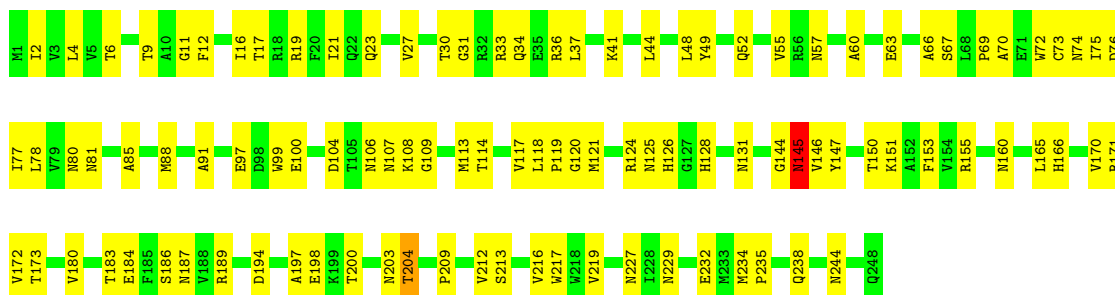 M1 I2 V3 L4 V5 T6 T9 A10 G11 F12 I16 T17 R18 R19 F20 I21 Q22 Q23 V27 T30 G31 R32 R33 Q34 E35 R36 L37 K41 L44 L48 Y49 Q52 V55 R56 N57 A60 E63 A66 S67 L68 P69 A70 E71 W72 C73 N74 I75
I77 L78 V79 N80 N81 A85 M88 A91 E97 D98 W99 E100 D104 T105 N106 N107 K108 G109 M113 T114 V117 L118 P119 G120 M121 R124 N125 H126 G127 H128 N131 G144 N145 V146 Y147 T150 K151 A152 F153 V154 R155 N160 L165 H166 V170
V172 T173 V180 T183 E184 F185 S186 N187 V188 R189 D194 A197 E198 K199 T200 N203 T204 P209 V212 S213 V216 W217 W218 V219 N227 I228 N229 E232 M233 M234 P235 Q238 N244 Q248